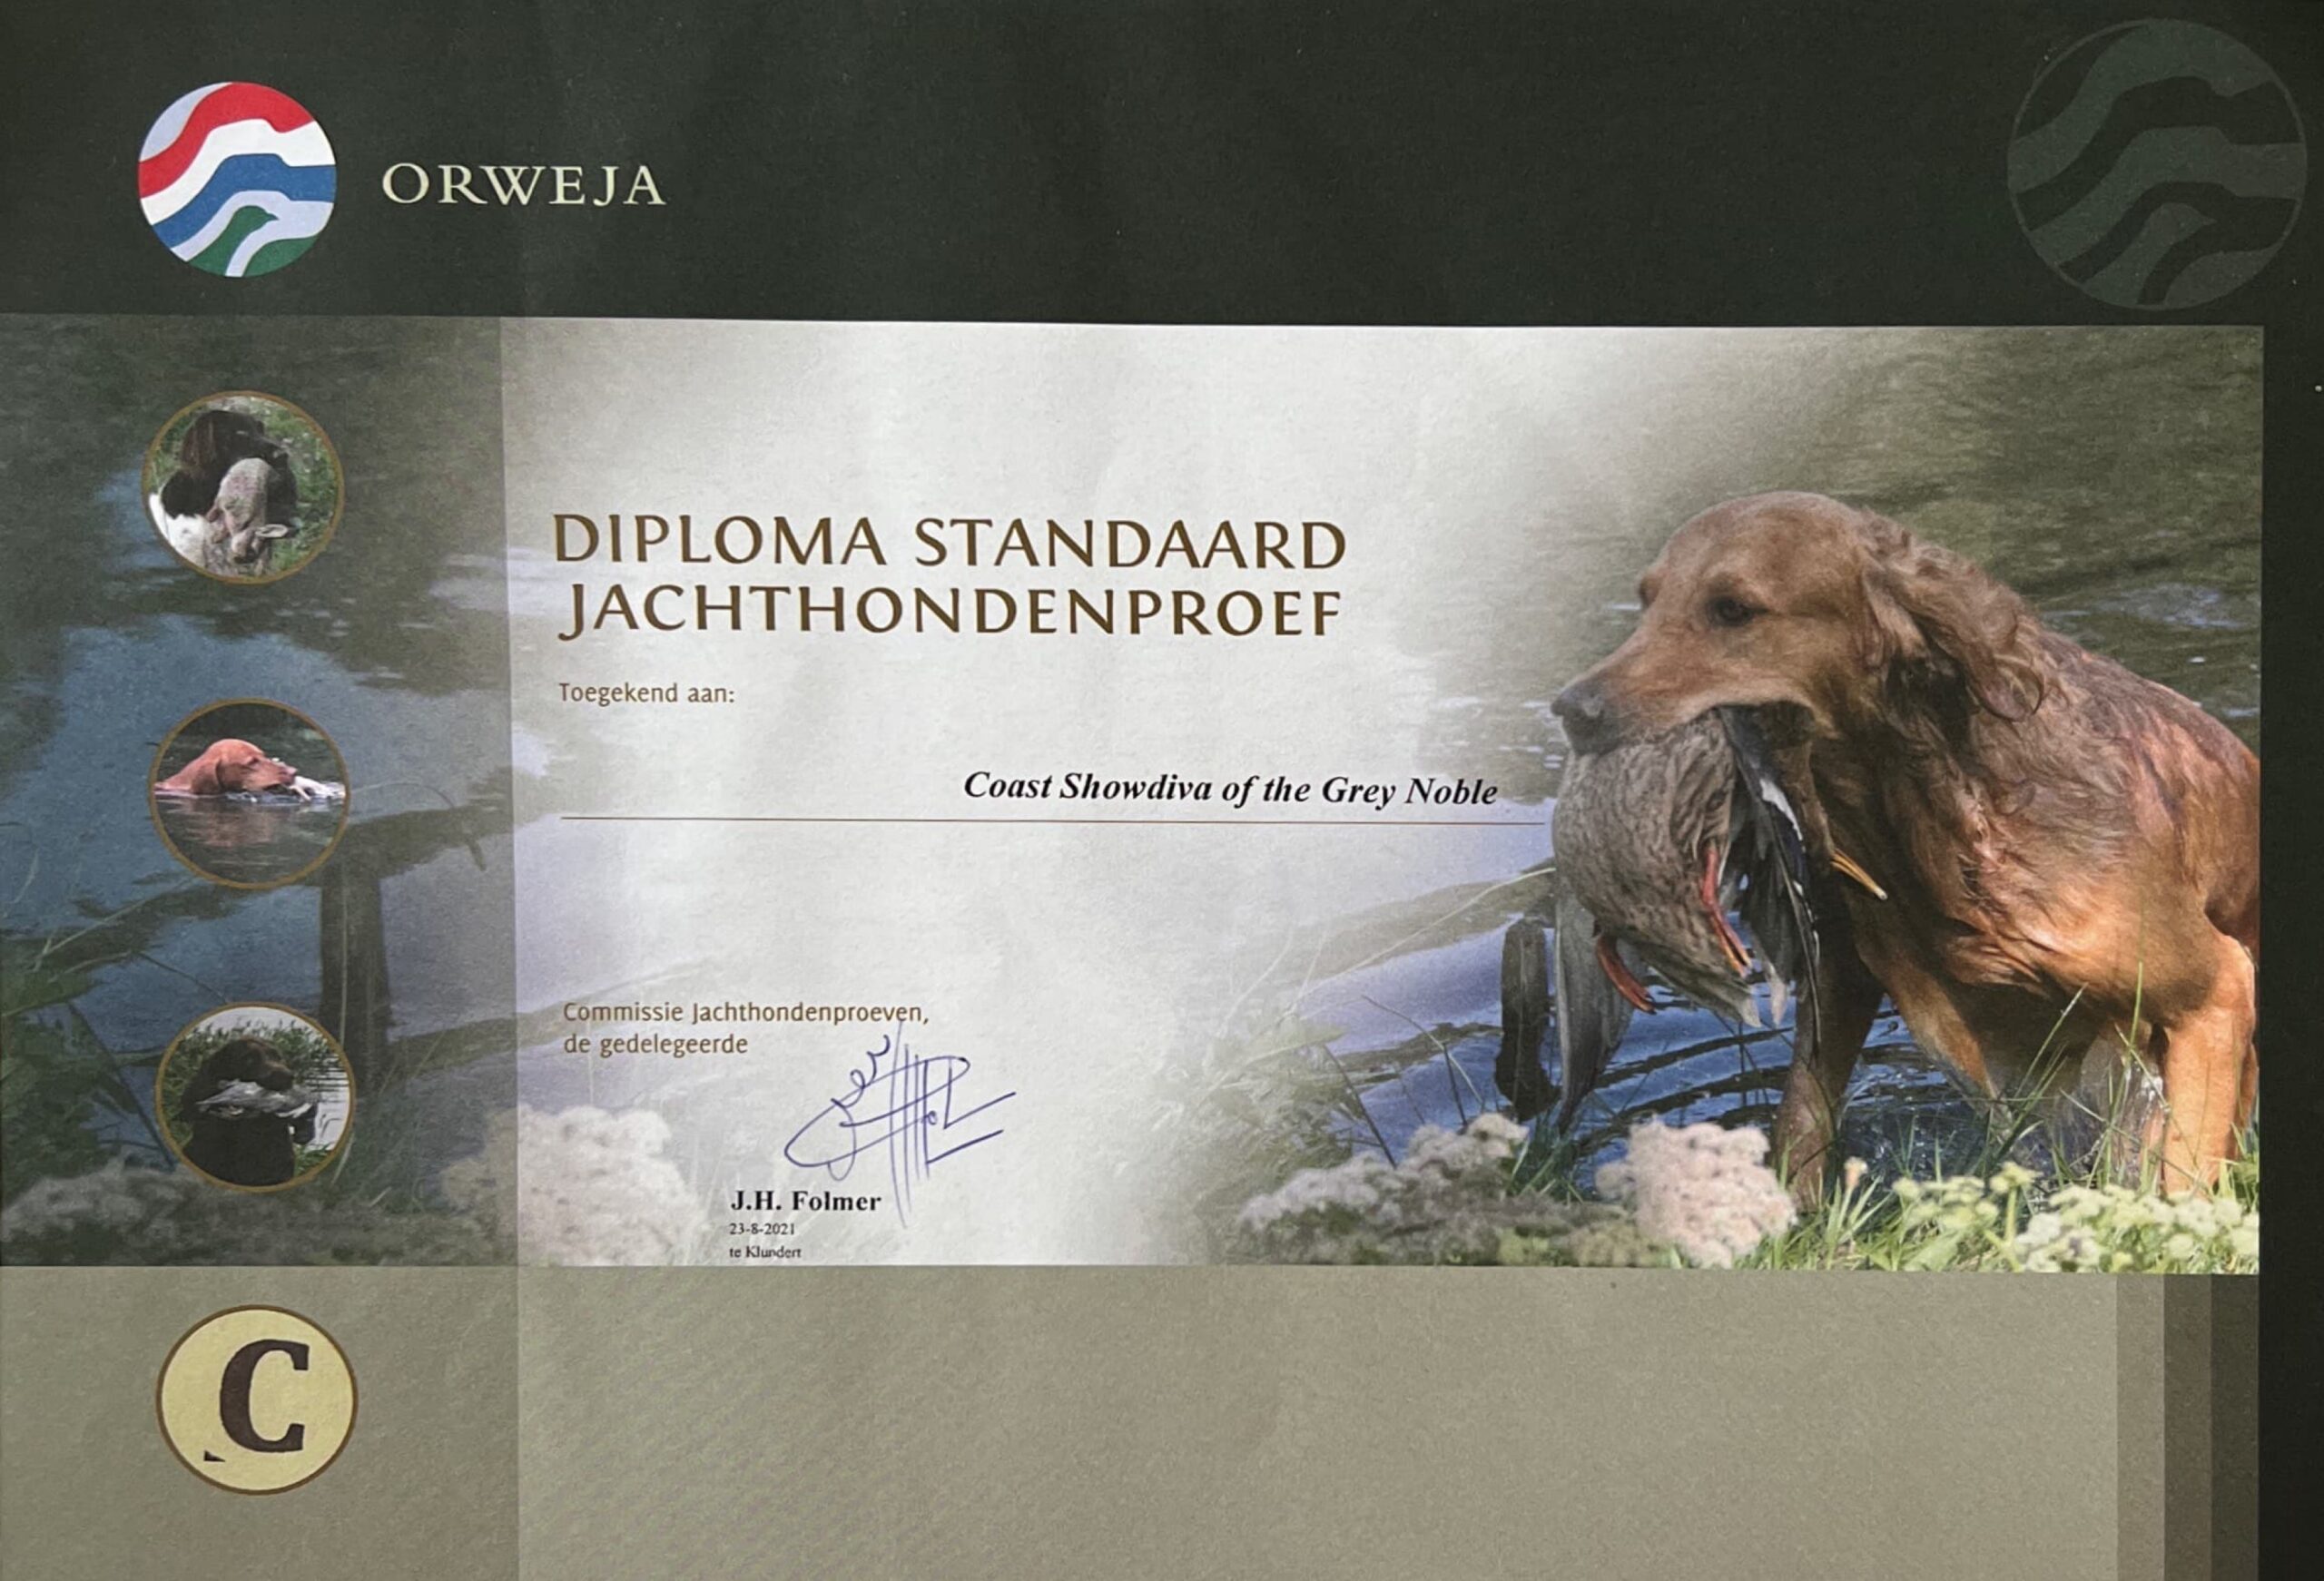 ORWEJA
DIPLOMA STANDAARD
JACHTHONDENPROEF
Toegekend aan:
Coast Showdiva of the Grey Noble
Commissie Jachthondenproeven,
de gedelegeerde
J.H. Folmer
23-8-2021
te Klundert
C